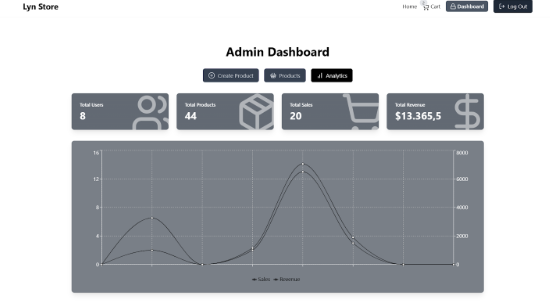 Lyn Store
Home
Cart
Dashboard
Log Out
Admin Dashboard
Create Product
Products
Analytics
Total Users
8
Total Products
44
Total Sales
20
Total Revenue
$13.365,5
16
12
8
4
0
8000
6000
4000
2000
0
Sales
Revenue